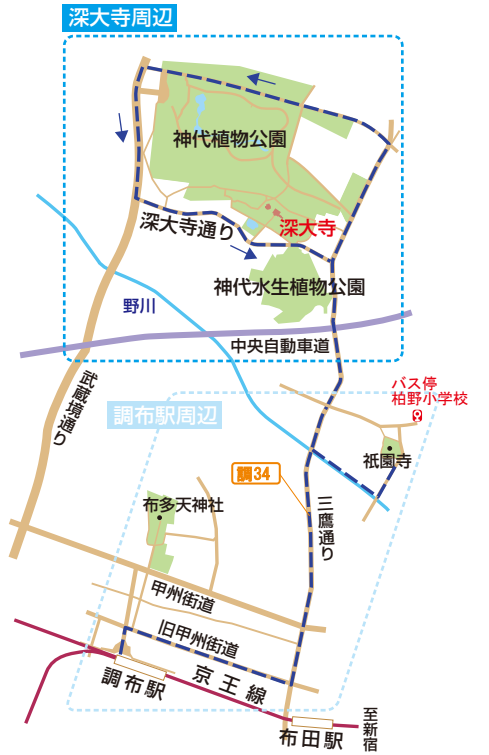 深大寺周辺
神代植物公園
深大寺
深大寺通り
神代水生植物公園
野川
中央自動車道
武蔵境通り
バス停
柏野小学校
調布駅周辺
祇園寺
調34
布多天神社
三鷹通り
甲州街道
旧甲州街道
調布駅
京王線
布田駅
至新宿